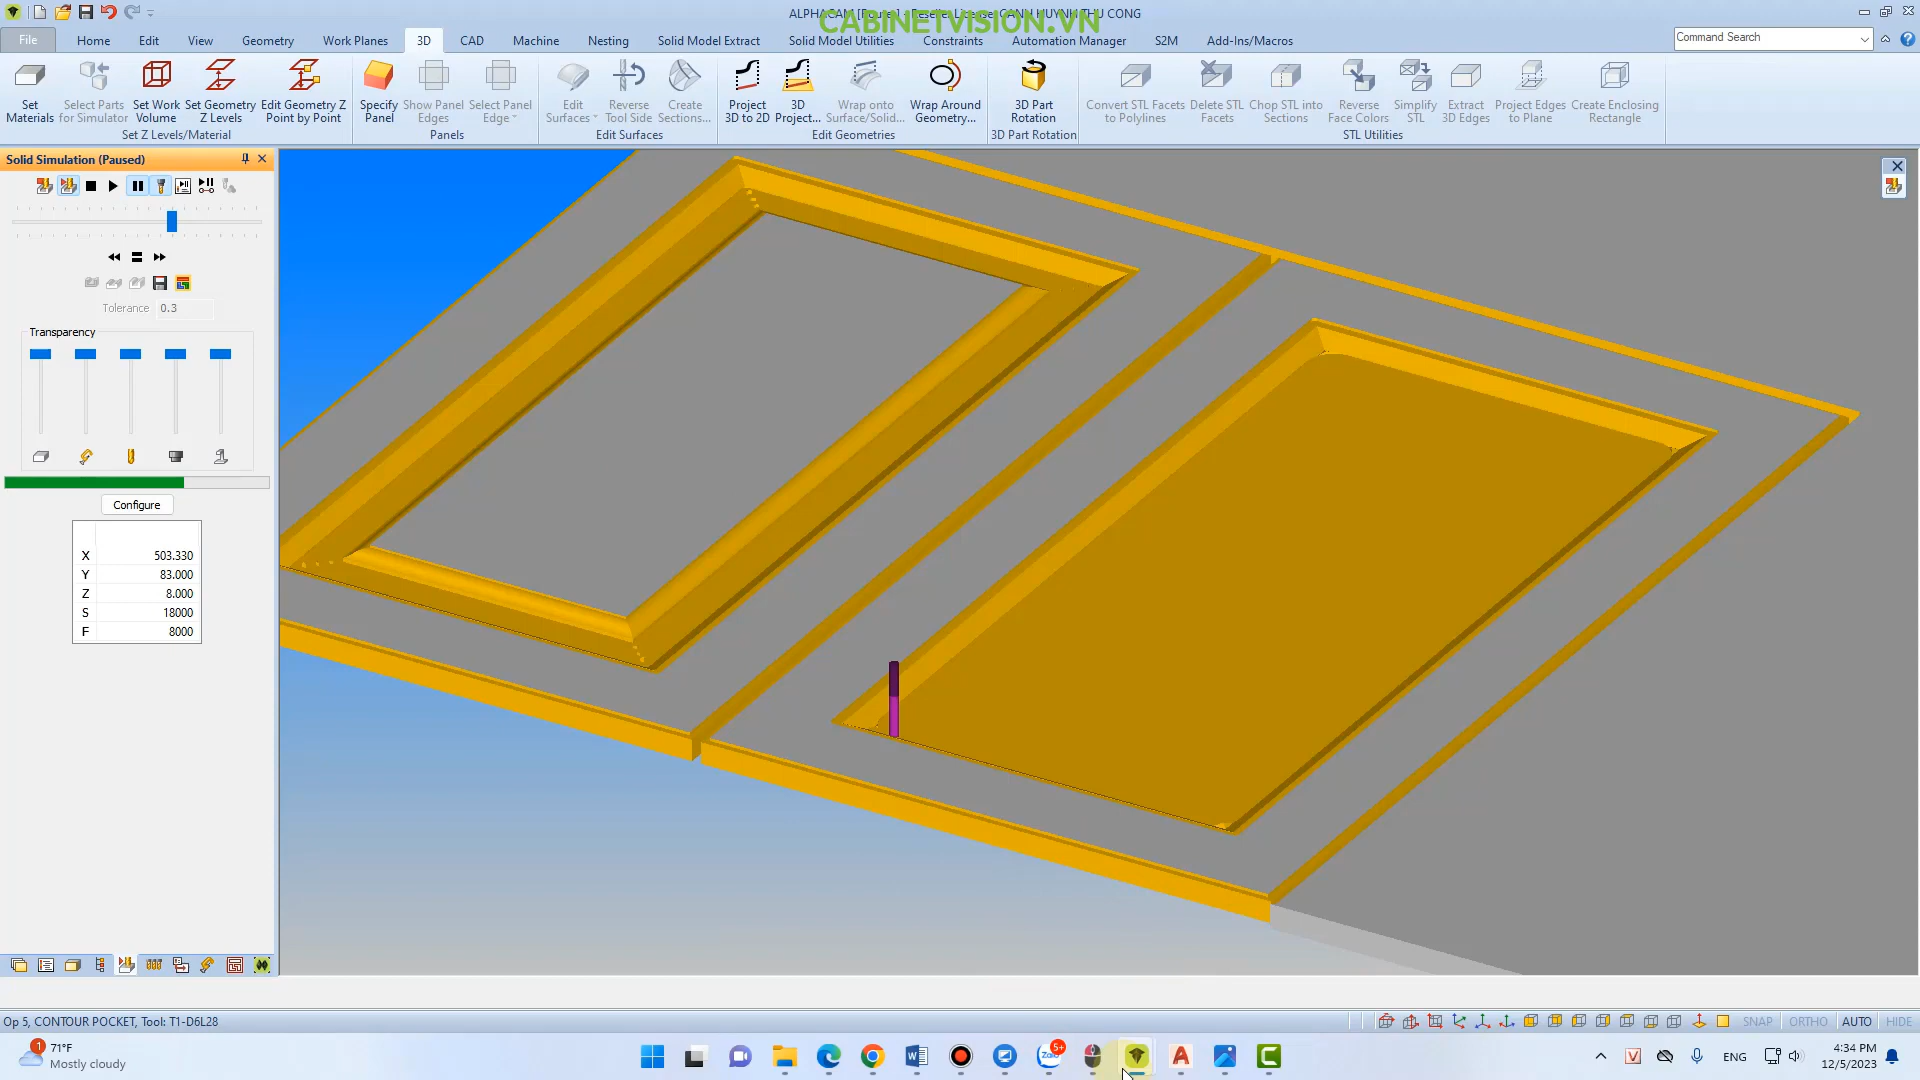 ALPHACAM [Route
CABINETVISION.VN
File Home Edit View Geometry Work Planes 3D CAD Machine Nesting Solid Model Extract Solid Model Utilities Constraints Automation Manager S2M Add-Ins/Macros Command Search
Set Materials
Select Parts for Simulator
Set Work Volume
Set Geometry Z Levels
Edit Geometry Z Point by Point
Set Z Levels/Material
Specify Panel
Show Panel Edges
Select Panel Edge
Panels
Edit Surfaces
Reverse Tool Side
Create Sections...
Edit Surfaces
Project 3D to 2D
3D Project...
Wrap onto Surface/Solid...
Wrap Around Geometry...
Edit Geometries
3D Part Rotation
3D Part Rotation
Convert STL Facets to Polylines
Delete STL Facets
Chop STL into Sections
Reverse Face Colors
Simplify STL
Extract 3D Edges
Project Edges to Plane
Create Enclosing Rectangle
STL Utilities
Solid Simulation (Paused)
Tolerance 0.3
Transparency
Configure
X 503.330
Y 83.000
Z 8.000
S 18000
F 8000
Op 5, CONTOUR POCKET, Tool: T1-D6L28
SNAP ORTHO AUTO HIDE
1
71°F
Mostly cloudy
Zalo
5+
ENG
4:34 PM
12/5/2023